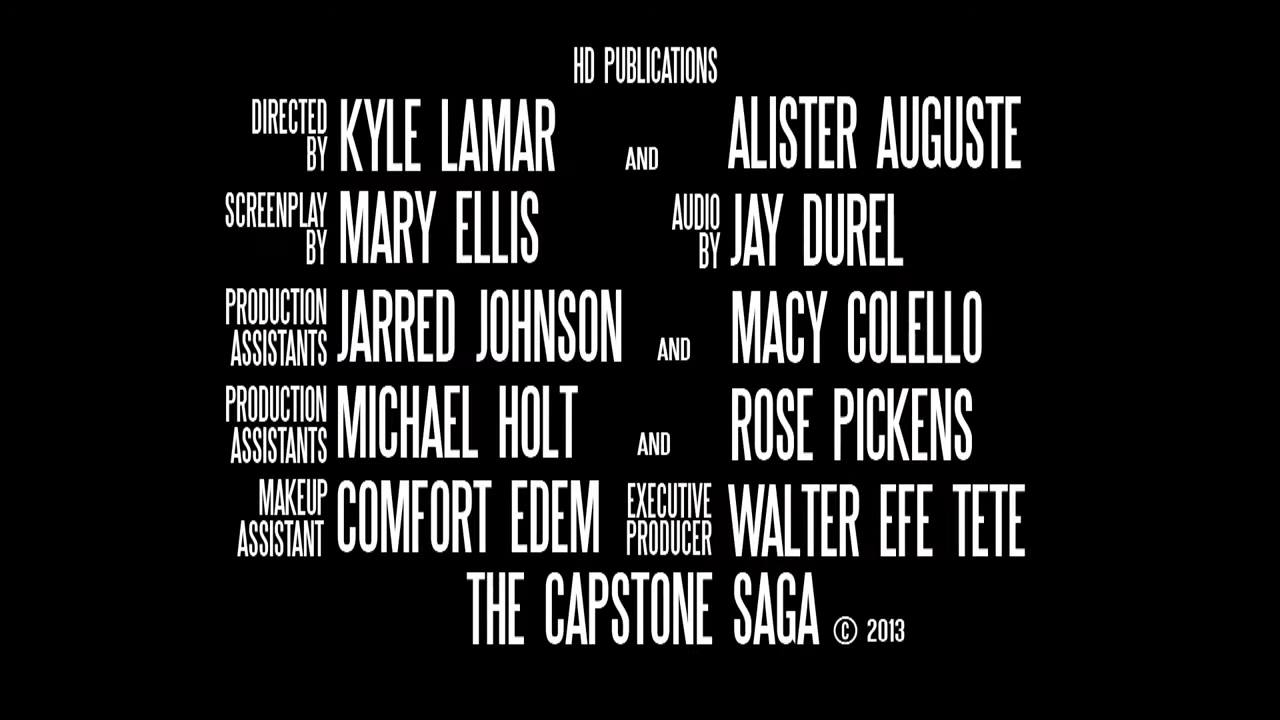 HD PUBLICATIONS
DIRECTED BY KYLE LAMAR AND ALISTER AUGUSTE
SCREENPLAY BY MARY ELLIS AUDIO BY JAY DUREL
PRODUCTION ASSISTANTS JARRED JOHNSON AND MACY COLELLO
PRODUCTION ASSISTANTS MICHAEL HOLT AND ROSE PICKENS
MAKEUP ASSISTANT COMFORT EDEM EXECUTIVE PRODUCER WALTER EFE TETE
THE CAPSTONE SAGA © 2013